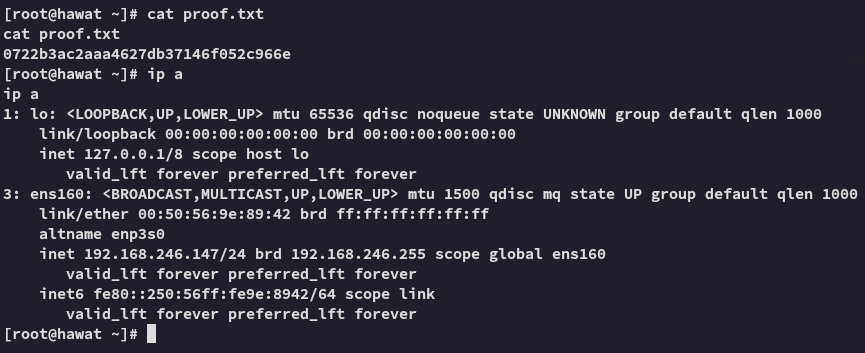 [root@hawat ~]# cat proof.txt
cat proof.txt
0722b3ac2aaa4627db37146f052c966e
[root@hawat ~]# ip a
ip a
1: lo: <LOOPBACK,UP,LOWER_UP> mtu 65536 qdisc noqueue state UNKNOWN group default qlen 1000
    link/loopback 00:00:00:00:00:00 brd 00:00:00:00:00:00
    inet 127.0.0.1/8 scope host lo
       valid_lft forever preferred_lft forever
3: ens160: <BROADCAST,MULTICAST,UP,LOWER_UP> mtu 1500 qdisc mq state UP group default qlen 1000
    link/ether 00:50:56:9e:89:42 brd ff:ff:ff:ff:ff:ff
    altname enp3s0
    inet 192.168.246.147/24 brd 192.168.246.255 scope global ens160
       valid_lft forever preferred_lft forever
    inet6 fe80::250:56ff:fe9e:8942/64 scope link
       valid_lft forever preferred_lft forever
[root@hawat ~]#